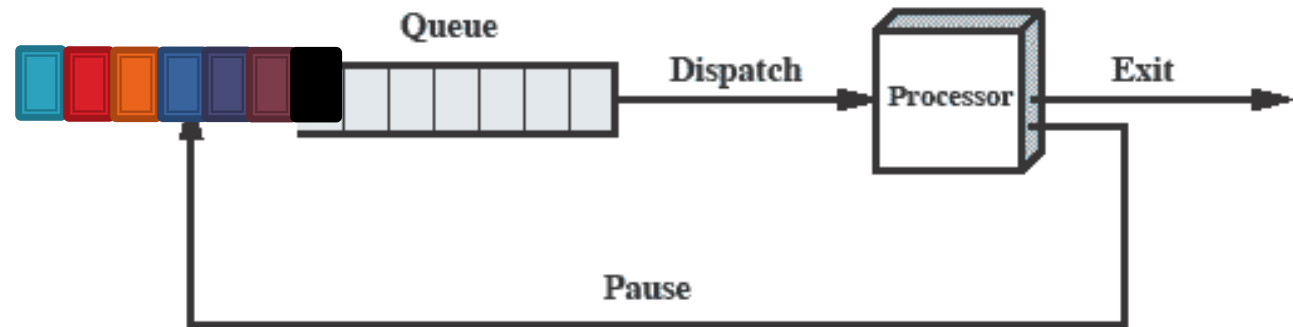 Queue
Dispatch
Processor
Exit
Pause